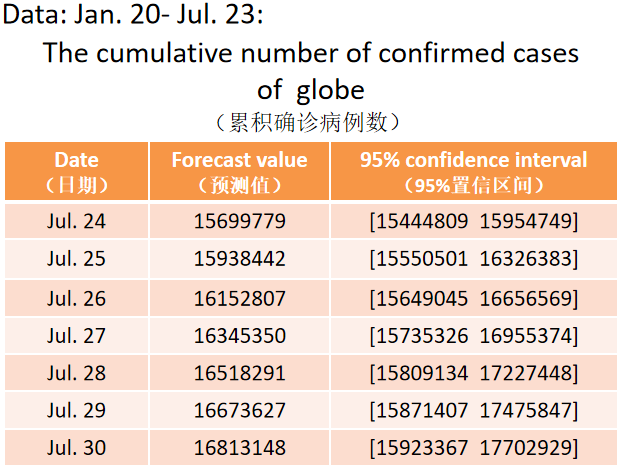 Data: Jan. 20- Jul. 23:
The cumulative number of confirmed cases
of globe
（累积确诊病例数）
Date Forecast value 95% confidence interval
（日期） （预测值） （95%置信区间）
Jul. 24 15699779 [15444809 15954749]
Jul. 25 15938442 [15550501 16326383]
Jul. 26 16152807 [15649045 16656569]
Jul. 27 16345350 [15735326 16955374]
Jul. 28 16518291 [15809134 17227448]
Jul. 29 16673627 [15871407 17475847]
Jul. 30 16813148 [15923367 17702929]